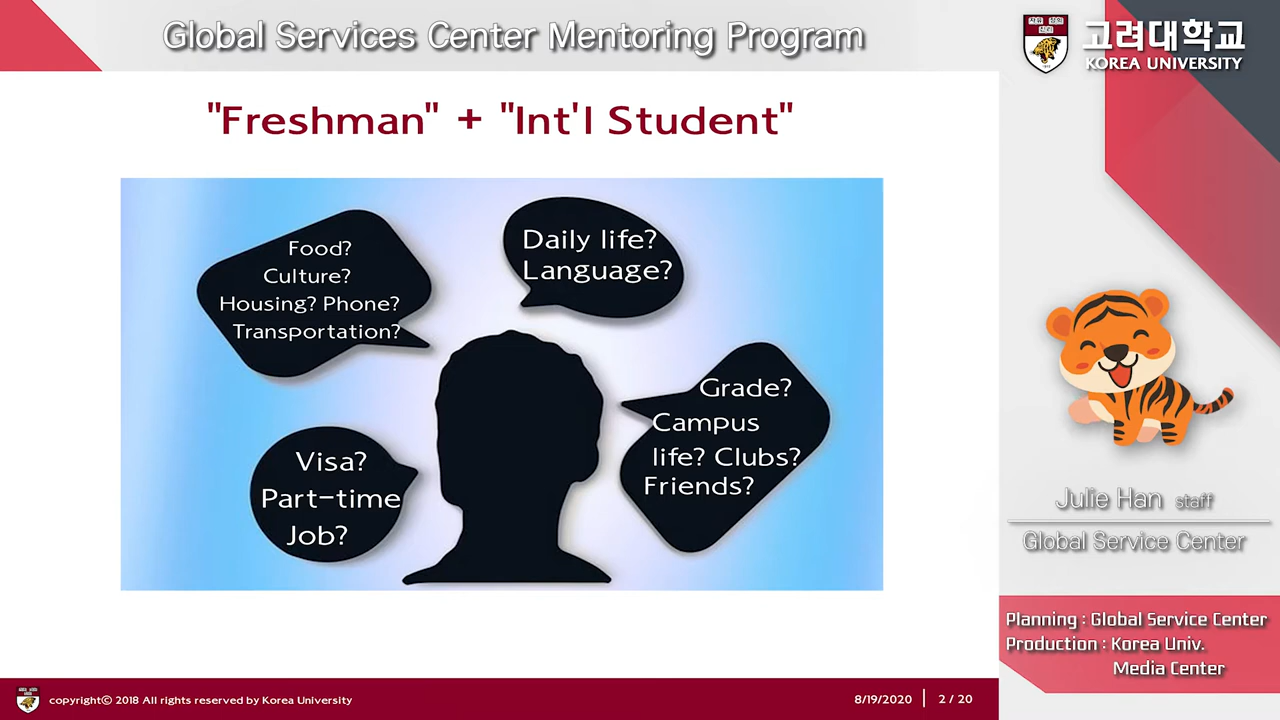 Global Services Center Mentoring Program
고려대학교
KOREA UNIVERSITY
"Freshman" + "Int'l Student"
Food?
Culture?
Housing? Phone?
Transportation?
Daily life?
Language?
Grade?
Campus
life? Clubs?
Friends?
Visa?
Part-time
Job?
Julie Han staff
Global Service Center
Planning : Global Service Center
Production : Korea Univ.
Media Center
copyright© 2018 All rights reserved by Korea University
8/19/2020 | 2 / 20